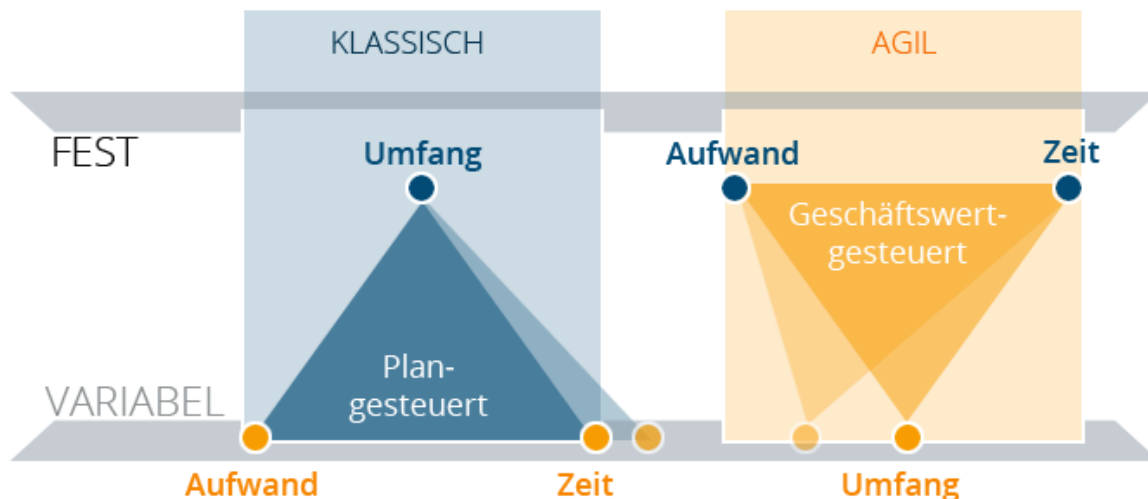 KLASSISCH
AGIL
FEST
Umfang
Aufwand
Zeit
Geschäftswert-
gesteuert
Plan-
gesteuert
VARIABEL
Aufwand
Zeit
Umfang